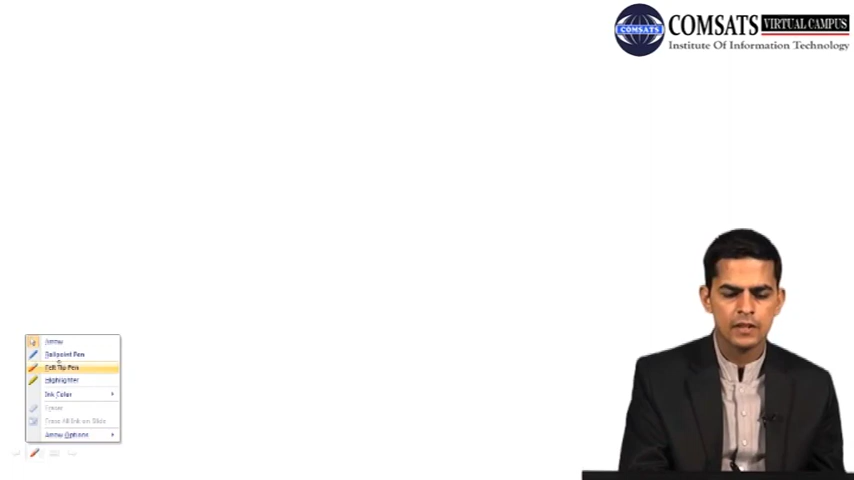 COMSATS VIRTUAL CAMPUS
Institute Of Information Technology
COMSATS
Arrow
Ballpoint Pen
Felt Tip Pen
Highlighter
Ink Color
Eraser
Erase All Ink on Slide
Arrow Options